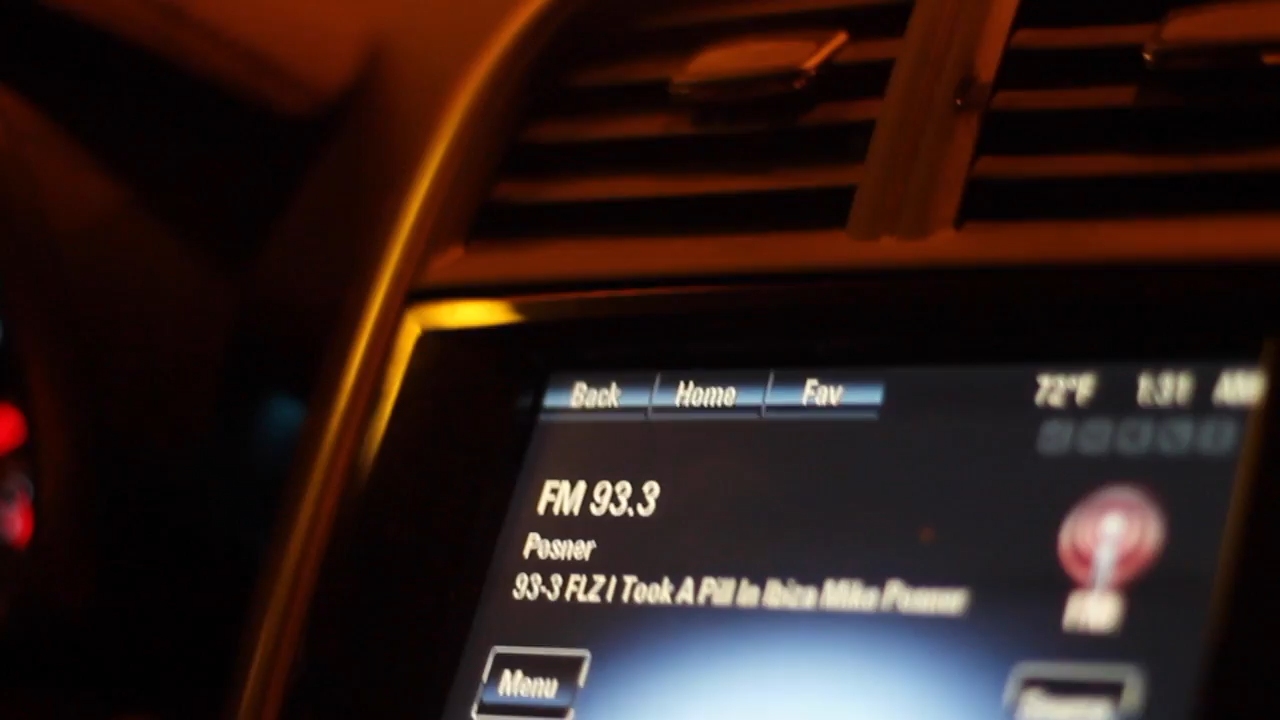 Back Home Fav 72°F 1:31 AM
FM 93.3
Posner
93-3 FLZ I Took A Pill In Ibiza Mike Posner
Menu